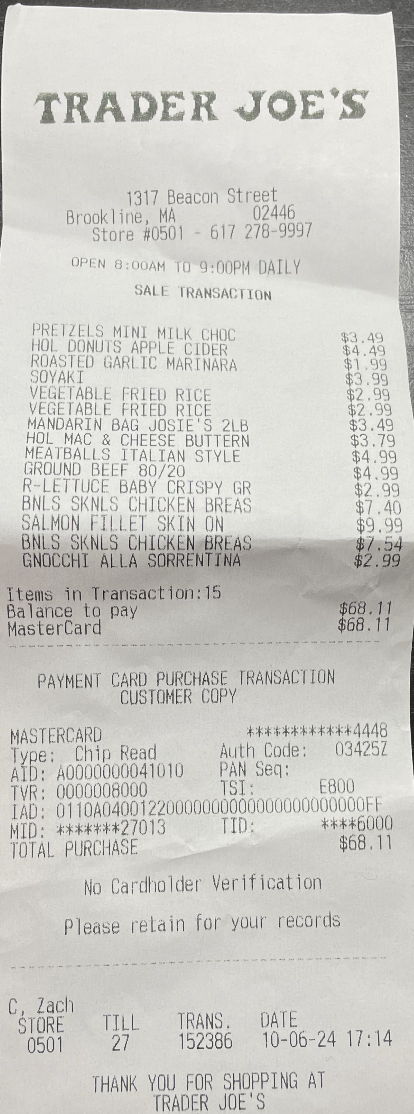 TRADER JOE'S
1317 Beacon Street
Brookline, MA 02446
Store #0501 - 617 278-9997
OPEN 8:00AM TO 9:00PM DAILY
SALE TRANSACTION
PRETZELS MINI MILK CHOC $3.49
HOL DONUTS APPLE CIDER $4.49
ROASTED GARLIC MARINARA $1.99
SOYAKI $3.99
VEGETABLE FRIED RICE $2.99
VEGETABLE FRIED RICE $2.99
MANDARIN BAG JOSIE'S 2LB $3.49
HOL MAC & CHEESE BUTTERN $3.79
MEATBALLS ITALIAN STYLE $4.99
GROUND BEEF 80/20 $4.99
R-LETTUCE BABY CRISPY GR $2.99
BNLS SKNLS CHICKEN BREAS $7.40
SALMON FILLET SKIN ON $9.99
BNLS SKNLS CHICKEN BREAS $7.54
GNOCCHI ALLA SORRENTINA $2.99
Items in Transaction:15
Balance to pay $68.11
MasterCard $68.11
PAYMENT CARD PURCHASE TRANSACTION
CUSTOMER COPY
MASTERCARD ************4448
Type: Chip Read Auth Code: 03425Z
AID: A0000000041010 PAN Seq:
TVR: 0000008000 TSI: E800
IAD: 0110A04001220000000000000000000000FF
MID: *******27013 TID: ****6000
TOTAL PURCHASE $68.11
No Cardholder Verification
Please retain for your records
C, Zach
STORE TILL TRANS. DATE
0501 27 152386 10-06-24 17:14
THANK YOU FOR SHOPPING AT
TRADER JOE'S